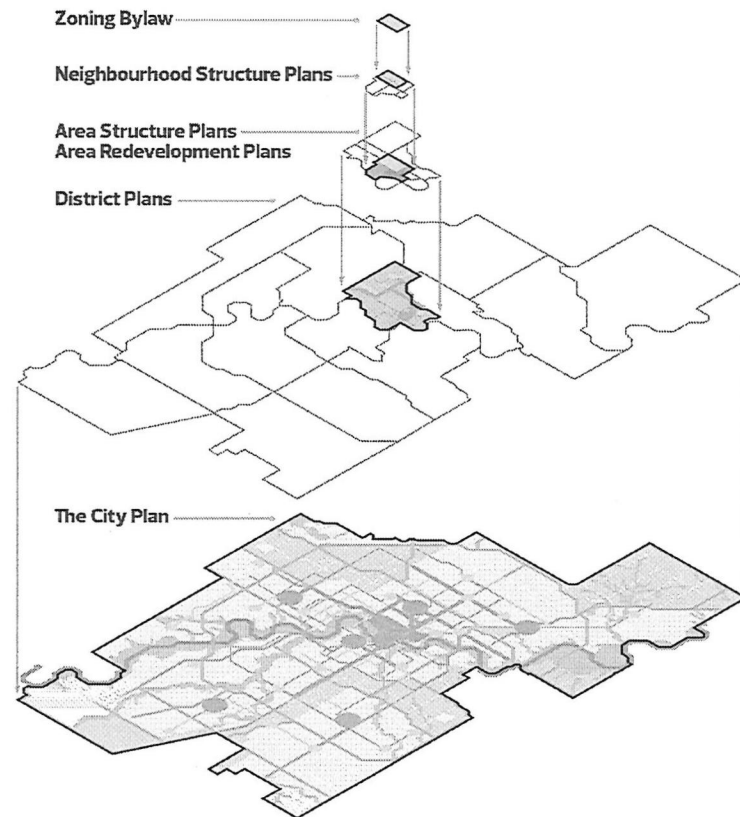 Zoning Bylaw
Neighbourhood Structure Plans
Area Structure Plans
Area Redevelopment Plans
District Plans
The City Plan